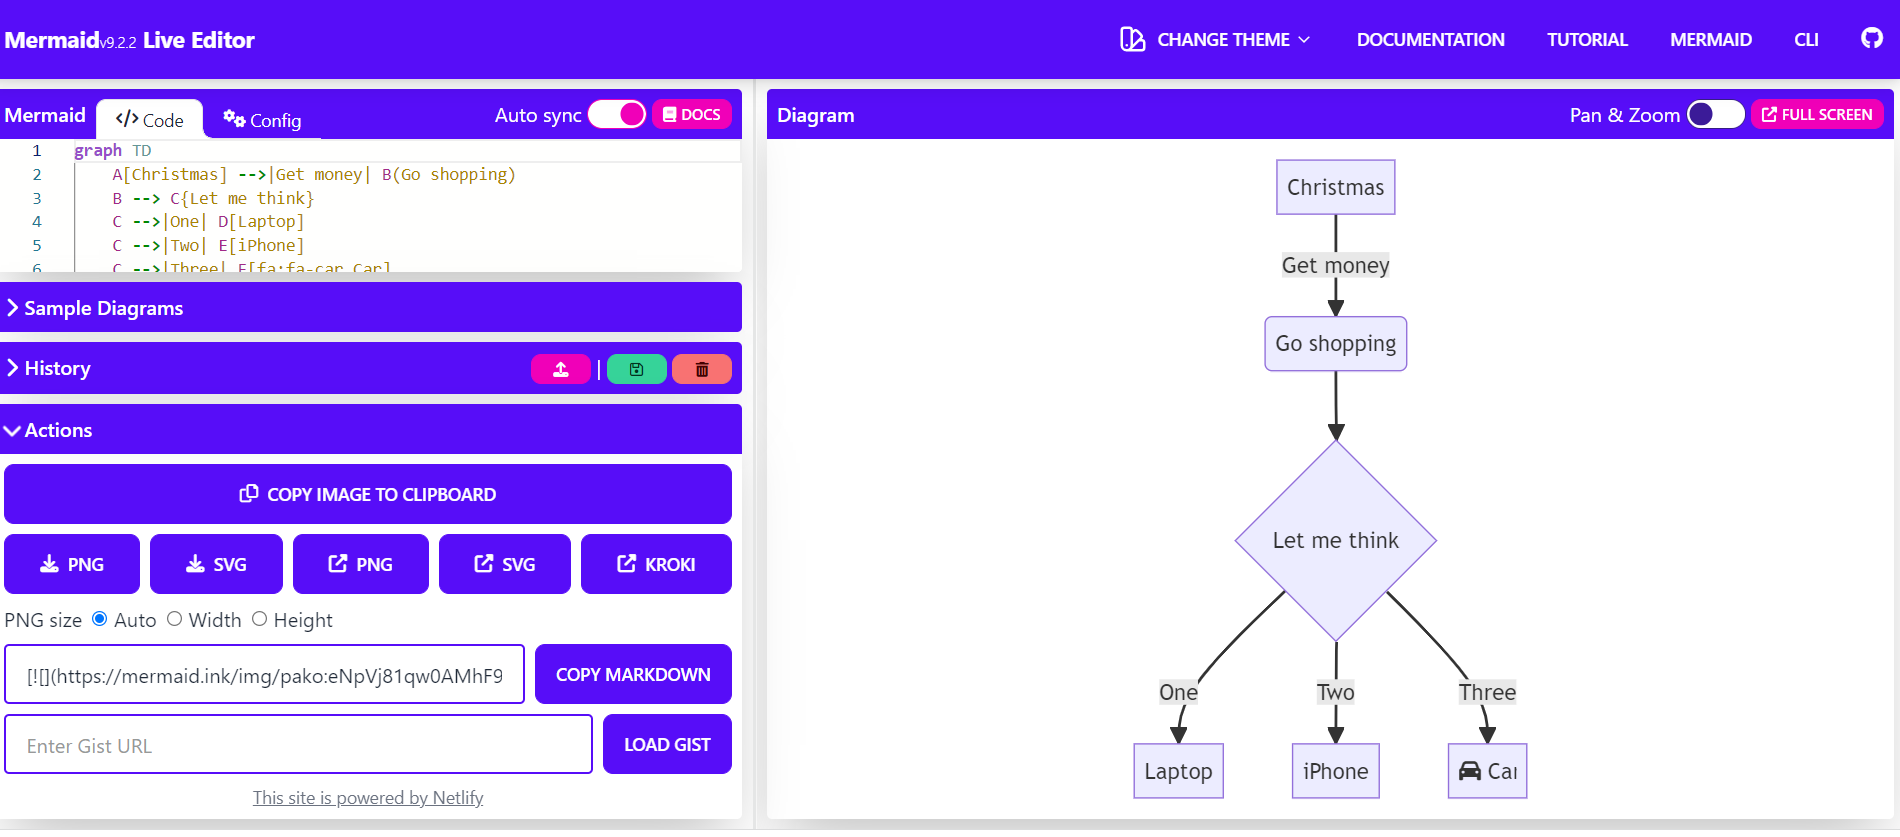 Mermaid v9.2.2 Live Editor
CHANGE THEME
DOCUMENTATION
TUTORIAL
MERMAID
CLI
Mermaid
Code
Config
Auto sync
DOCS
1 graph TD
2 A[Christmas] -->|Get money| B(Go shopping)
3 B --> C{Let me think}
4 C -->|One| D[Laptop]
5 C -->|Two| E[iPhone]
6 C -->|Three| F[fa:fa-car Car]
Sample Diagrams
History
|
Actions
COPY IMAGE TO CLIPBOARD
PNG
SVG
PNG
SVG
KROKI
PNG size Auto Width Height
[![](https://mermaid.ink/img/pako:eNpVj81qw0AMhF9
COPY MARKDOWN
Enter Gist URL
LOAD GIST
This site is powered by Netlify
Diagram
Pan & Zoom
FULL SCREEN
Christmas
Get money
Go shopping
Let me think
One
Two
Three
Laptop
iPhone
Car